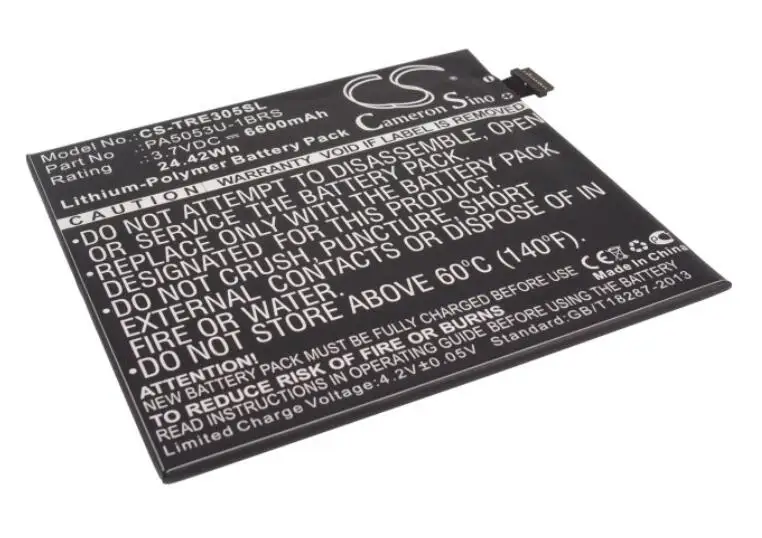 CS
Cameron Sino
Model No.: CS-TRE305SL
Part No.: PA5053U-1BRS
Rating : 3.7VDC ⎓ 6600mAh
24.42Wh
Lithium-Polymer Battery Pack
CAUTION WARRANTY VOID IF THIS LABEL IS REMOVED
•DO NOT ATTEMPT TO DISASSEMBLE, OPEN
OR SERVICE THE BATTERY PACK.
•REPLACE ONLY WITH THE BATTERY PACK
DESIGNATED FOR THIS EQUIPMENT.
•DO NOT CRUSH, PUNCTURE, SHORT
EXTERNAL CONTACTS OR DISPOSE OF IN
FIRE OR WATER.
•DO NOT STORE ABOVE 60°C (140°F).
CE
Made In China
ATTENTION!
NEW BATTERY PACK MUST BE FULLY CHARGED BEFORE USE.
TO REDUCE RISK OF FIRE OR BURNS
READ INSTRUCTIONS BEFORE USING THE BATTERY
Limited Charge Voltage:4.2V±0.05V Standard:GB/T18287-2013